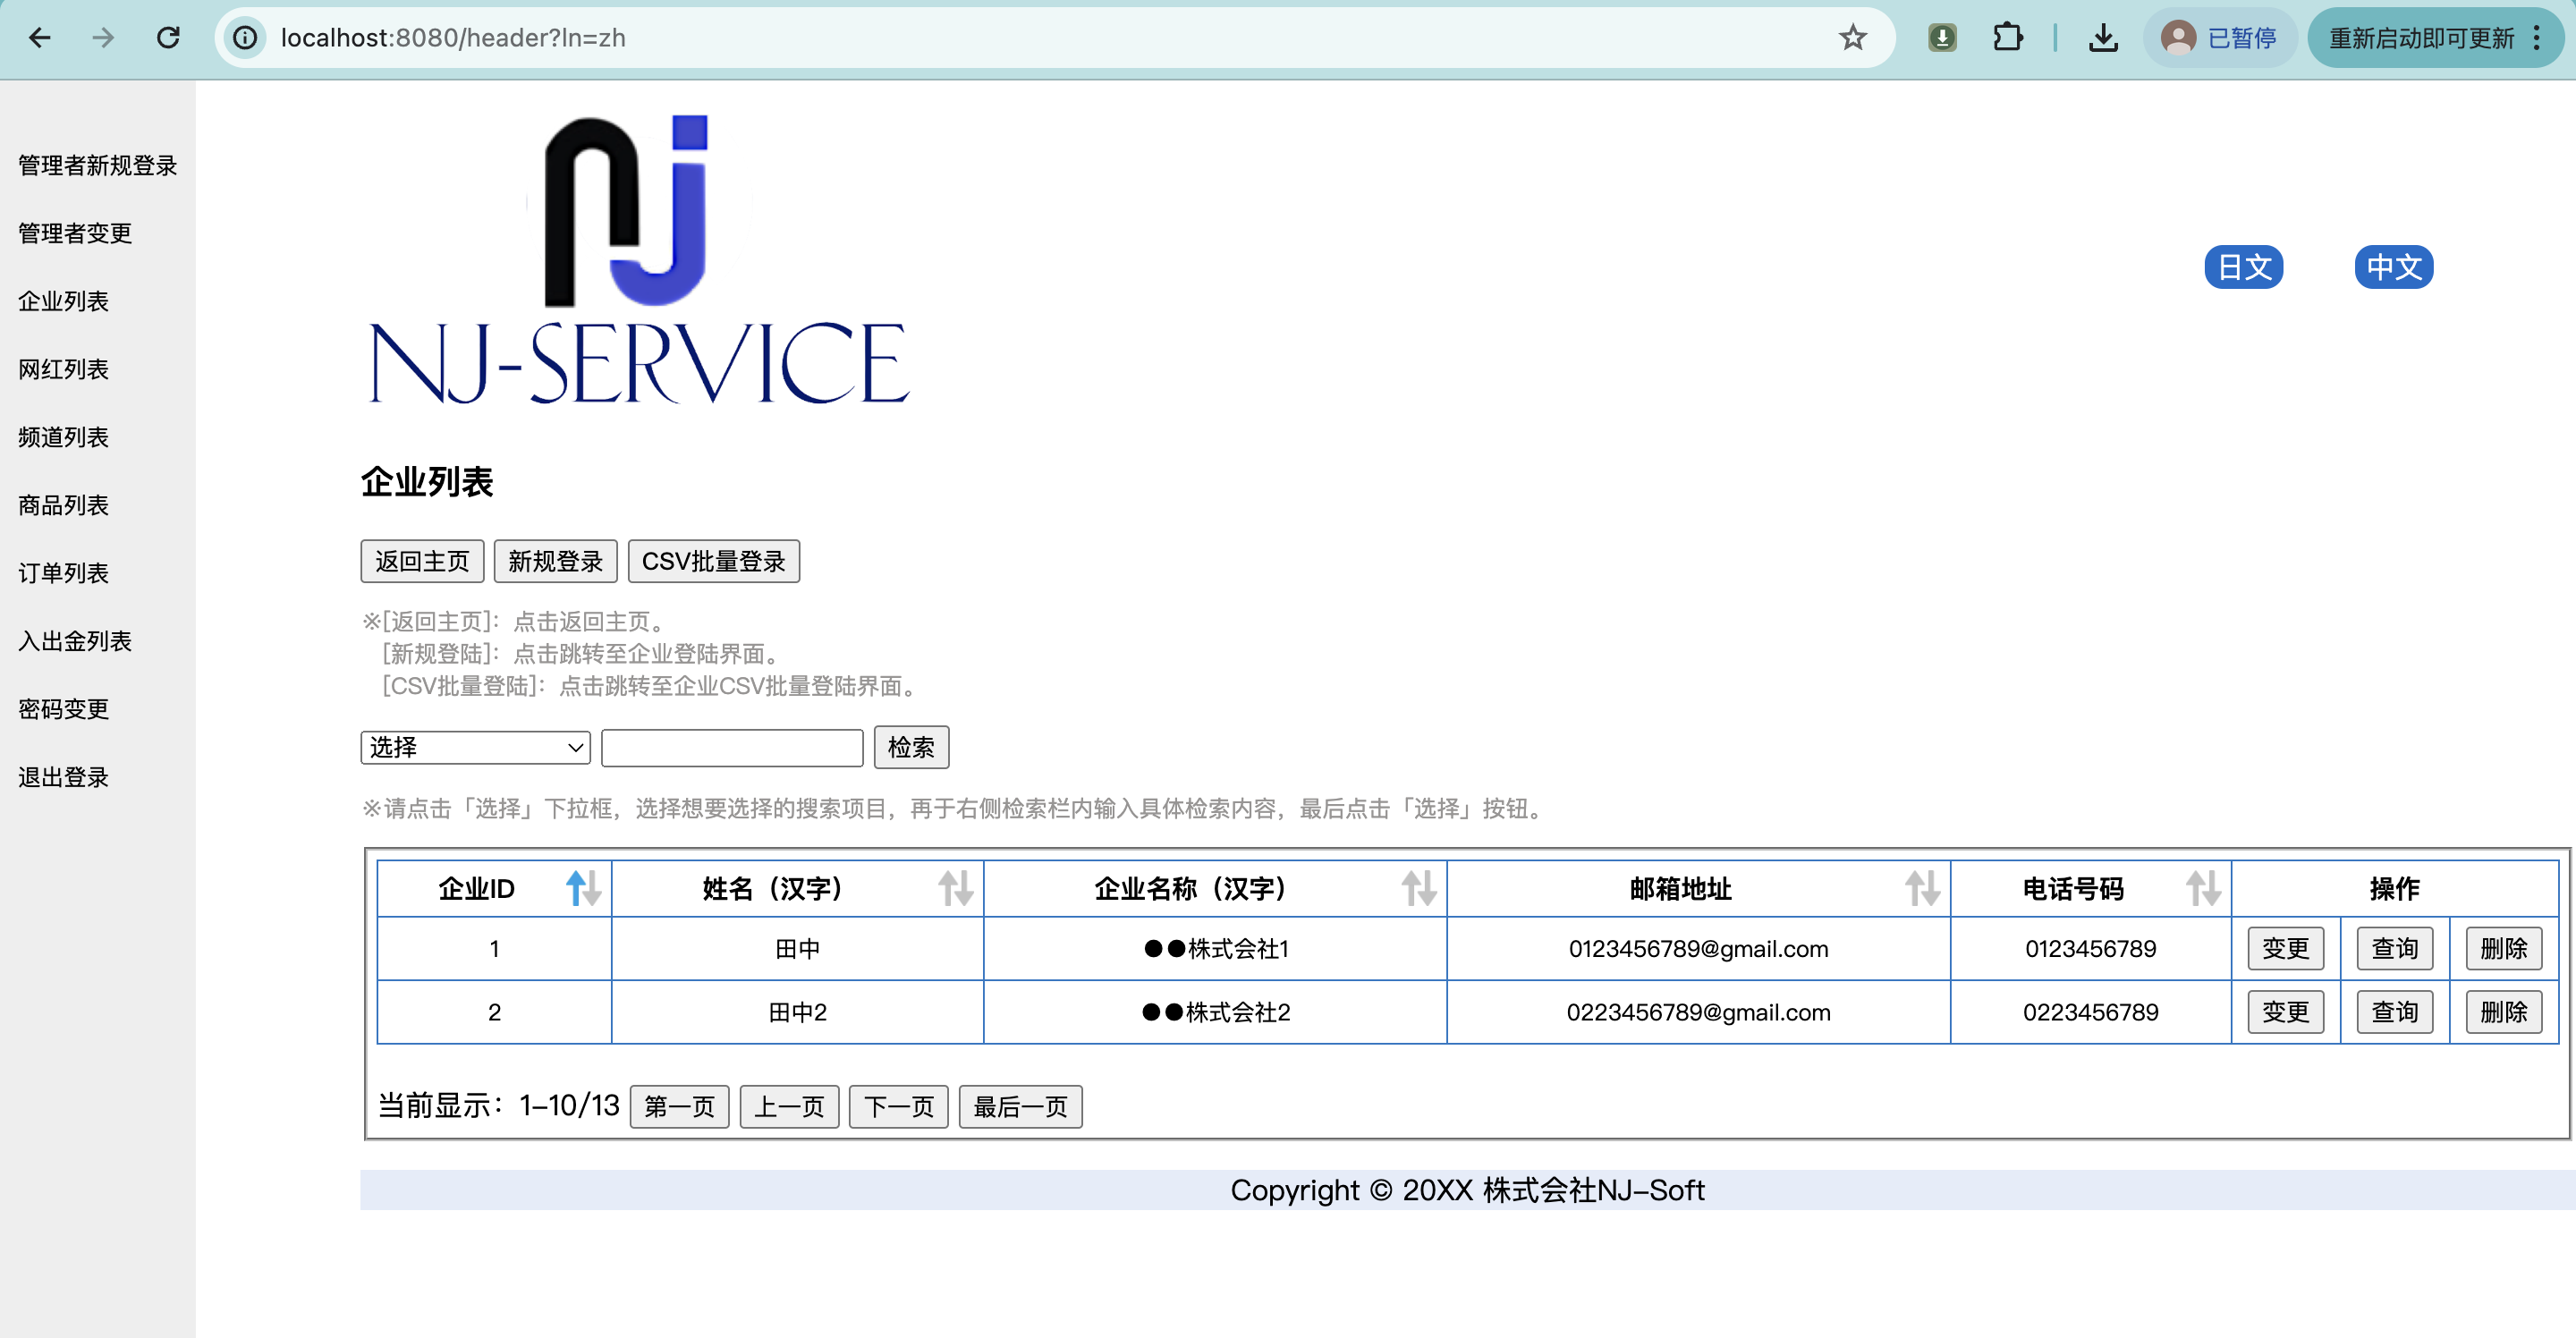 localhost:8080/header?ln=zh
已暂停
重新启动即可更新
管理者新规登录
管理者变更
企业列表
网红列表
频道列表
商品列表
订单列表
入出金列表
密码变更
退出登录
NJ
NJ-SERVICE
日文 中文
企业列表
返回主页 新规登录 CSV批量登录
※[返回主页]：点击返回主页。
[新规登陆]：点击跳转至企业登陆界面。
[CSV批量登陆]：点击跳转至企业CSV批量登陆界面。
选择 检索
※请点击「选择」下拉框，选择想要选择的搜索项目，再于右侧检索栏内输入具体检索内容，最后点击「选择」按钮。
企业ID 姓名（汉字） 企业名称（汉字） 邮箱地址 电话号码 操作
1 田中 ●●株式会社1 0123456789@gmail.com 0123456789 变更 查询 删除
2 田中2 ●●株式会社2 0223456789@gmail.com 0223456789 变更 查询 删除
当前显示：1-10/13 第一页 上一页 下一页 最后一页
Copyright © 20XX 株式会社NJ-Soft